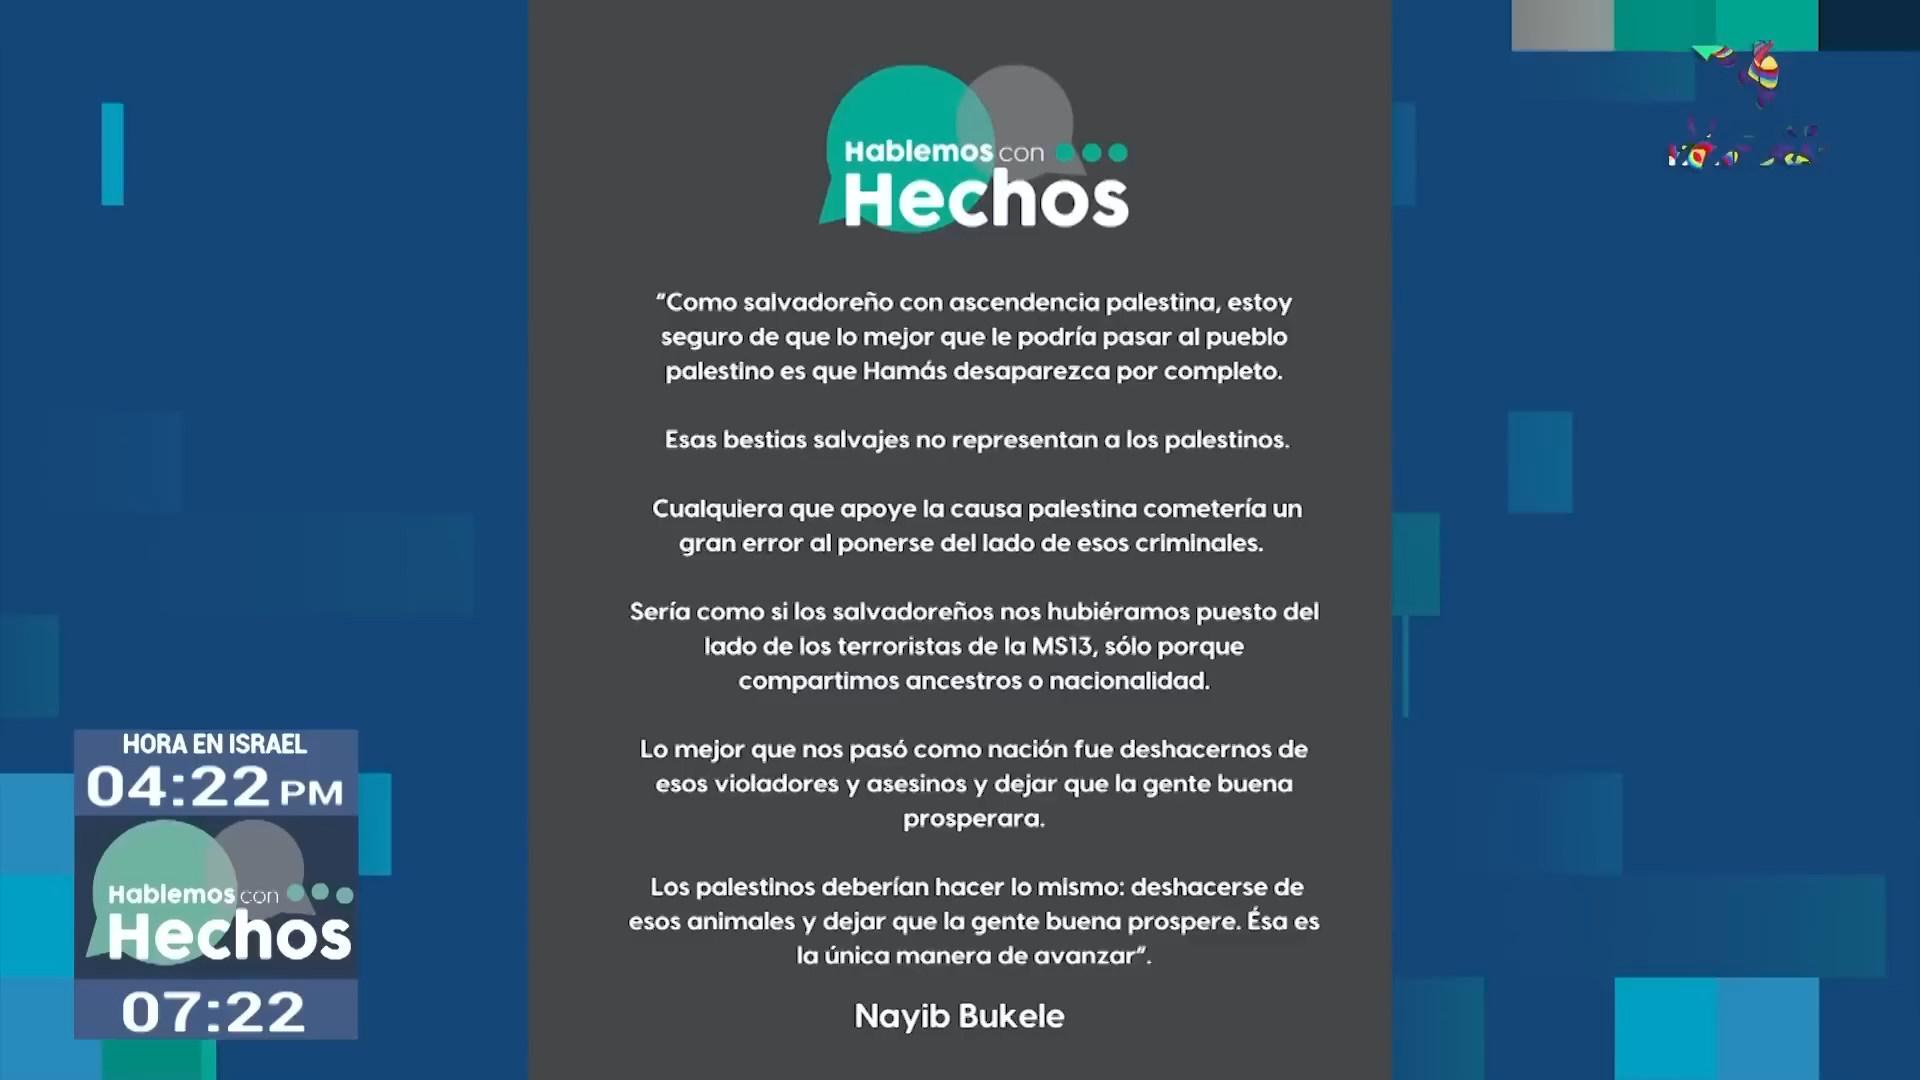 Hablemos con
Hechos
“Como salvadoreño con ascendencia palestina, estoy
seguro de que lo mejor que le podría pasar al pueblo
palestino es que Hamás desaparezca por completo.
Esas bestias salvajes no representan a los palestinos.
Cualquiera que apoye la causa palestina cometería un
gran error al ponerse del lado de esos criminales.
Sería como si los salvadoreños nos hubiéramos puesto del
lado de los terroristas de la MS13, sólo porque
compartimos ancestros o nacionalidad.
Lo mejor que nos pasó como nación fue deshacernos de
esos violadores y asesinos y dejar que la gente buena
prosperara.
Los palestinos deberían hacer lo mismo: deshacerse de
esos animales y dejar que la gente buena prospere. Ésa es
la única manera de avanzar”.
Nayib Bukele
HORA EN ISRAEL
04:22 PM
Hablemos con
Hechos
07:22